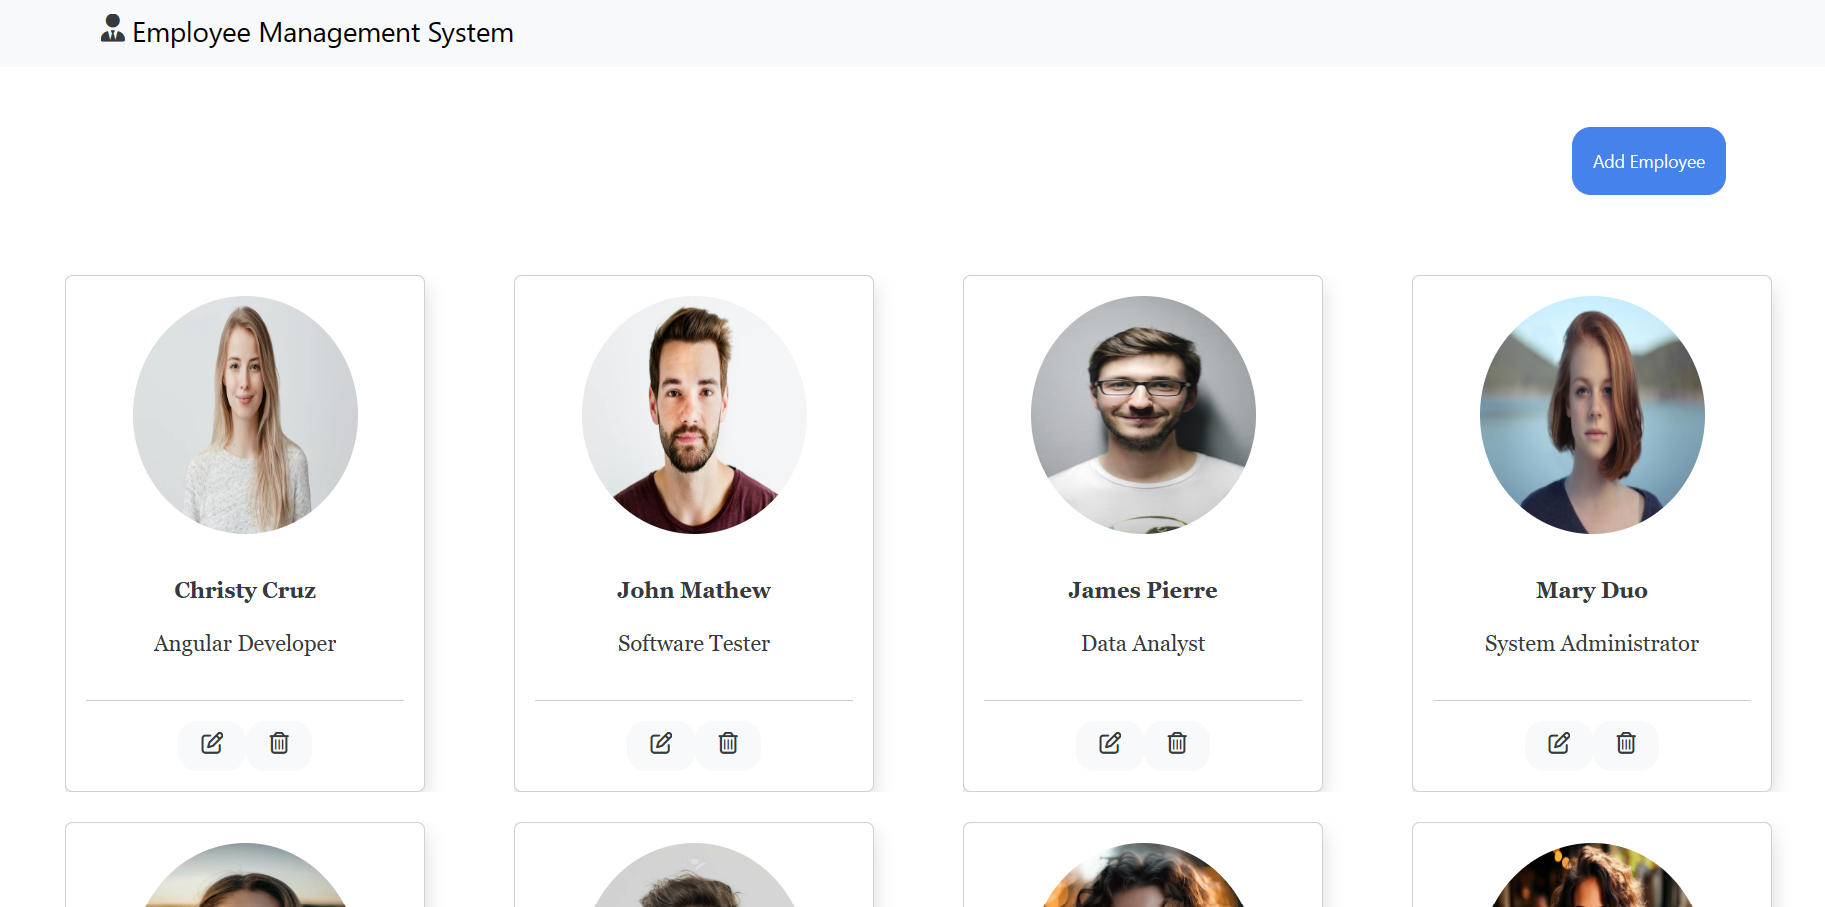 Employee Management System
Add Employee
Christy Cruz
Angular Developer
John Mathew
Software Tester
James Pierre
Data Analyst
Mary Duo
System Administrator